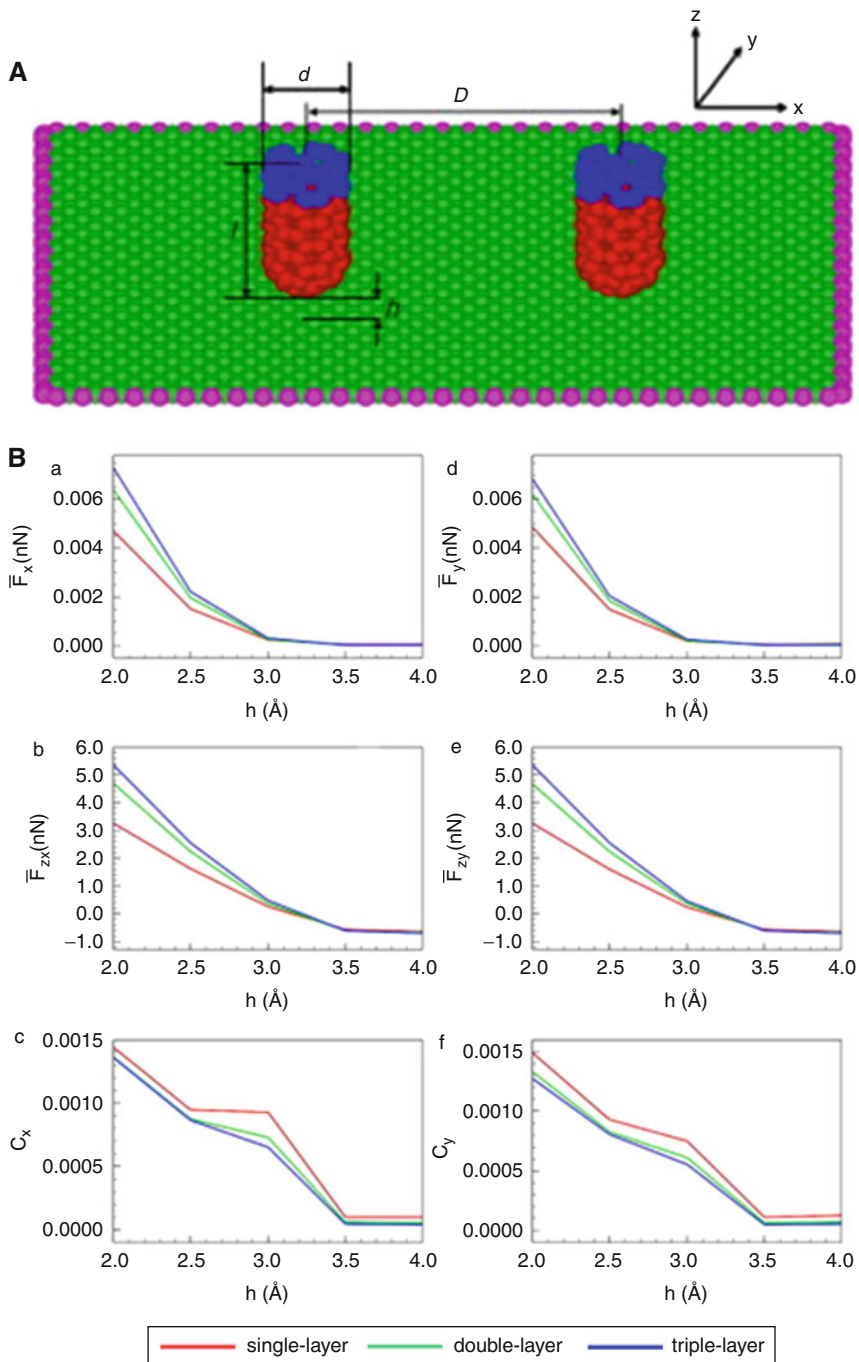 A
z
y
x
d
D
l
h
B
a
F̅x(nN)
0.006
0.004
0.002
0.000
2.0 2.5 3.0 3.5 4.0
h (Å)
d
F̅y(nN)
0.006
0.004
0.002
0.000
2.0 2.5 3.0 3.5 4.0
h (Å)
b
F̅zx(nN)
6.0
5.0
4.0
3.0
2.0
1.0
0.0
−1.0
2.0 2.5 3.0 3.5 4.0
h (Å)
e
F̅zy(nN)
6.0
5.0
4.0
3.0
2.0
1.0
0.0
−1.0
2.0 2.5 3.0 3.5 4.0
h (Å)
c
Cx
0.0015
0.0010
0.0005
0.0000
2.0 2.5 3.0 3.5 4.0
h (Å)
f
Cy
0.0015
0.0010
0.0005
0.0000
2.0 2.5 3.0 3.5 4.0
h (Å)
single-layer double-layer triple-layer